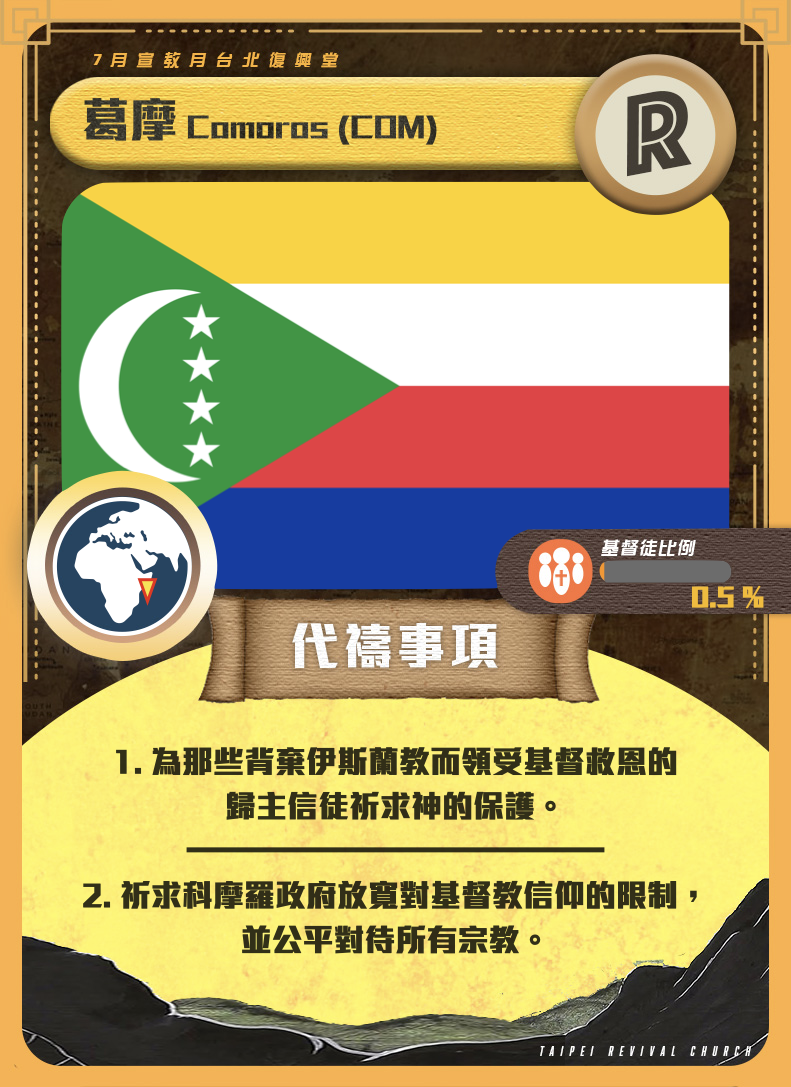 7月宣教月台北復興堂
葛摩 Comoros (COM)
R
基督徒比例
0.5 %
代禱事項
1. 為那些背棄伊斯蘭教而領受基督救恩的
歸主信徒祈求神的保護。
2. 祈求科摩羅政府放寬對基督教信仰的限制，
並公平對待所有宗教。
TAIPEI REVIVAL CHURCH